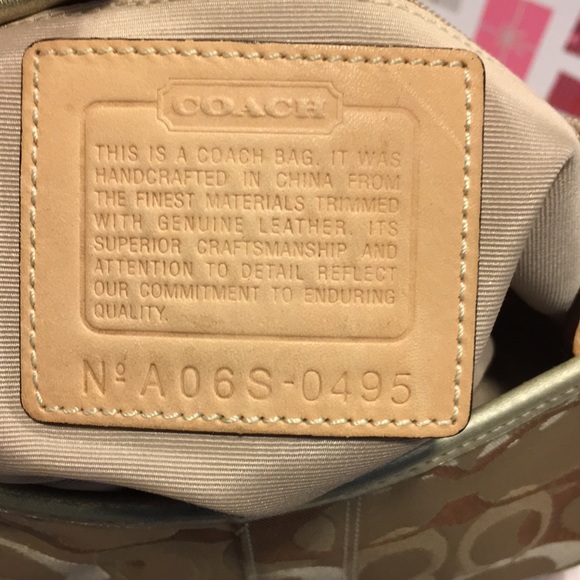 COACH
THIS IS A COACH BAG. IT WAS
HANDCRAFTED IN CHINA FROM
THE FINEST MATERIALS TRIMMED
WITH GENUINE LEATHER. ITS
SUPERIOR CRAFTSMANSHIP AND
ATTENTION TO DETAIL REFLECT
OUR COMMITMENT TO ENDURING
QUALITY.
Nº A06S-0495